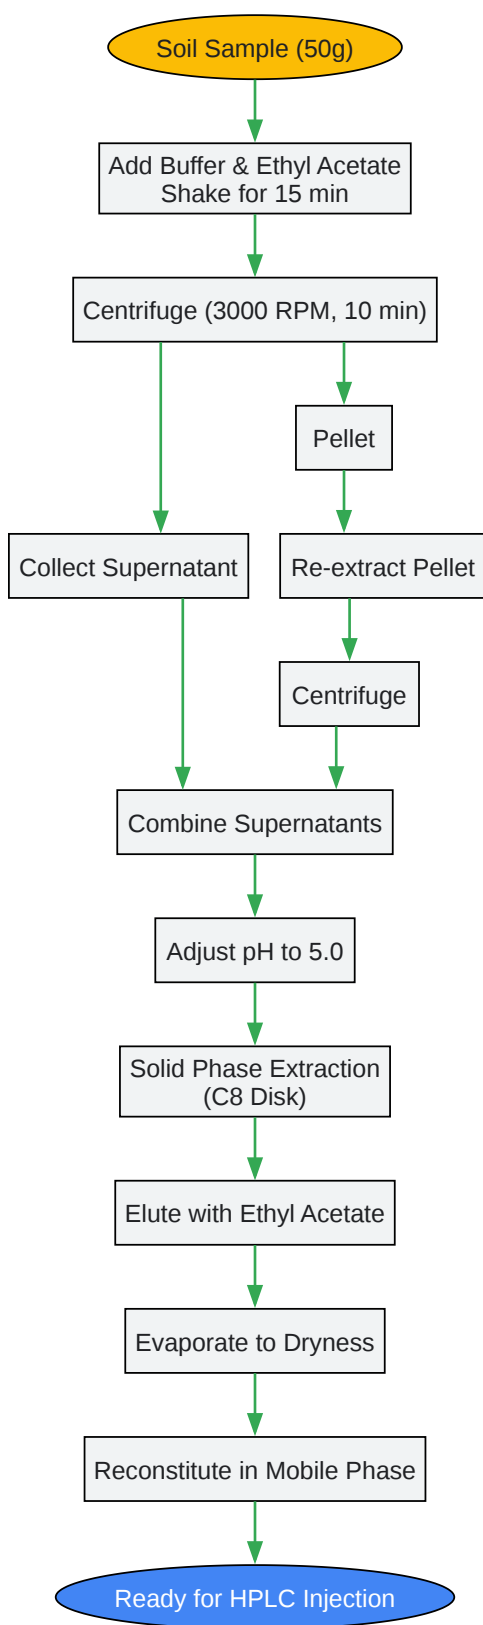 Soil Sample (50g)
Add Buffer & Ethyl Acetate
Shake for 15 min
Centrifuge (3000 RPM, 10 min)
Pellet
Collect Supernatant
Re-extract Pellet
Centrifuge
Combine Supernatants
Adjust pH to 5.0
Solid Phase Extraction
(C8 Disk)
Elute with Ethyl Acetate
Evaporate to Dryness
Reconstitute in Mobile Phase
Ready for HPLC Injection